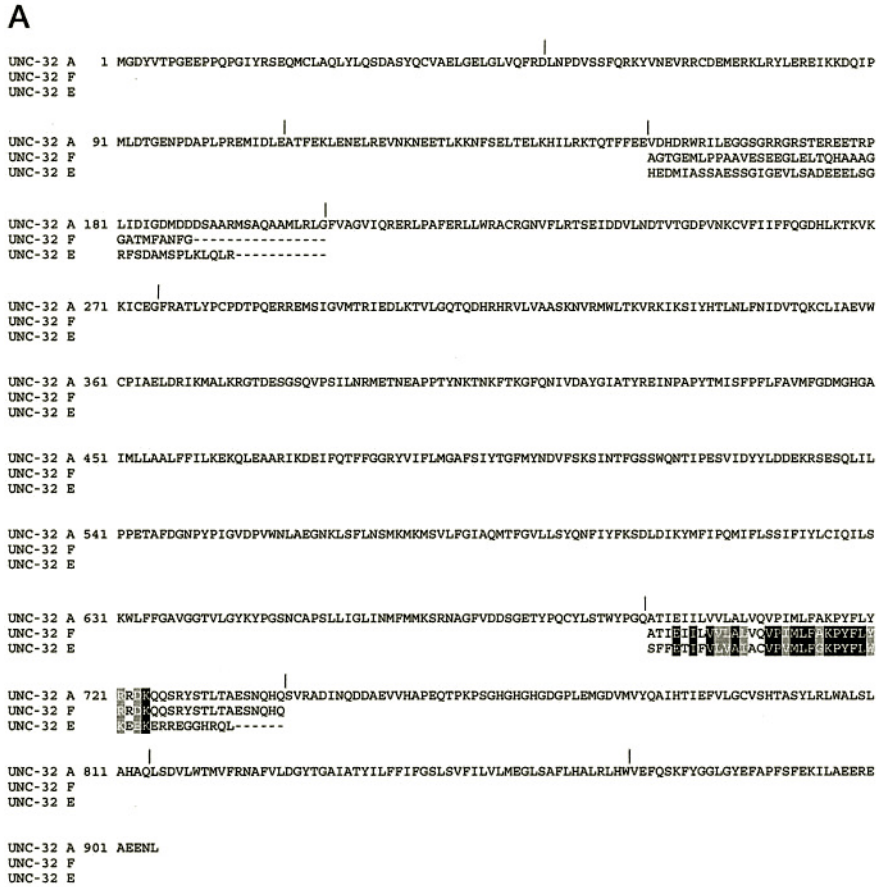 A
UNC-32 A 1 MGDYVTPGEEPPQPGIYRSEQMCLAQLYLQSDASYQCVAELGELGLVQFRDLNPDVSSFQRKYVNEVRRCDEMERKLRYLEREIKKDQIP
UNC-32 F
UNC-32 E
UNC-32 A 91 MLDTGENPDAPLPREMIDLEATFEKLENELREVNKNEETLKKNFSELTELKHILRKTQTFFEEVDHDRWRILEGGSGRRGRSTEREETRP
UNC-32 F AGTGEMLPPAAVESEEGLELTQHAAAG
UNC-32 E HEDMIASSAESSGIGEVLSADEEELSG
UNC-32 A 181 LIDIGDMDDDSAARMSAQAAMLRLGFVAGVIQRERLPAFERLLWRACRGNVFLRTSEIDDVLNDTVTGDPVNKCVFIIFFQGDHLKTKVK
UNC-32 F GATMFANFG----------------
UNC-32 E RFSDAMSPLKLQLR-----------
UNC-32 A 271 KICEGFRATLYPCPDTPQERREMSIGVMTRIEDLKTVLGQTQDHRHRVLVAASKNVRMWLTKVRKIKSIYHTLNLFNIDVTQKCLIAEVW
UNC-32 F
UNC-32 E
UNC-32 A 361 CPIAELDRIKMALKRGTDESGSQVPSILNRMETNEAPPTYNKTNKFTKGFQNIVDAYGIATYREINPAPYTMISFPFLFAVMFGDMGHGA
UNC-32 F
UNC-32 E
UNC-32 A 451 IMLLAALFFILKEKQLEAARIKDEIFQTFFGGRYVIFLMGAFSIYTGFMYNDVFSKSINTFGSSWQNTIPESVIDYYLDDEKRSESQLIL
UNC-32 F
UNC-32 E
UNC-32 A 541 PPETAFDGNPYPIGVDPVWNLAEGNKLSFLNSMKMKMSVLFGIAQMTFGVLLSYQNFIYFKSDLDIKYMFIPQMIFLSSIFIYLCIQILS
UNC-32 F
UNC-32 E
UNC-32 A 631 KWLFFGAVGGTVLGYKYPGSNCAPSLLIGLINMFMMKSRNAGFVDDSGETYPQCYLSTWYPGQATIEIILVVLALVQVPIMLFAKPYFLY
UNC-32 F ATIEIILVVLALVQVPIMLFAKPYFLY
UNC-32 E SFFETIFVLVAIACVPVMLFGKPYFLW
UNC-32 A 721 RRDKQQSRYSTLTAESNQHQSVRADINQDDAEVVHAPEQTPKPSGHGHGHGDGPLEMGDVMVYQAIHTIEFVLGCVSHTASYLRLWALSL
UNC-32 F RRDKQQSRYSTLTAESNQHQ
UNC-32 E KEEKERREGGHRQL------
UNC-32 A 811 AHAQLSDVLWTMVFRNAFVLDGYTGAIATYILFFIFGSLSVFILVLMEGLSAFLHALRLHWVEFQSKFYGGLGYEFAPFSFEKILAEERE
UNC-32 F
UNC-32 E
UNC-32 A 901 AEENL
UNC-32 F
UNC-32 E